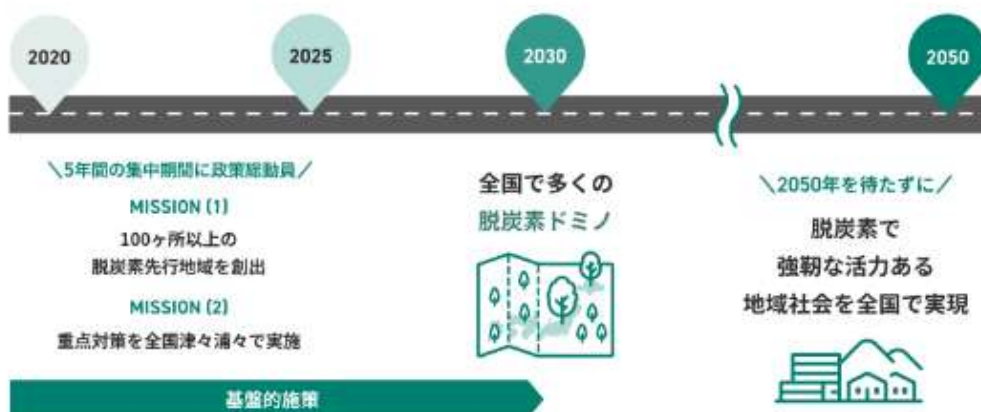 2020
2025
2030
2050
＼5年間の集中期間に政策総動員／
MISSION (1)
100ヶ所以上の
脱炭素先行地域を創出
MISSION (2)
重点対策を全国津々浦々で実施
基盤的施策
全国で多くの
脱炭素ドミノ
＼2050年を待たずに／
脱炭素で
強靭な活力ある
地域社会を全国で実現